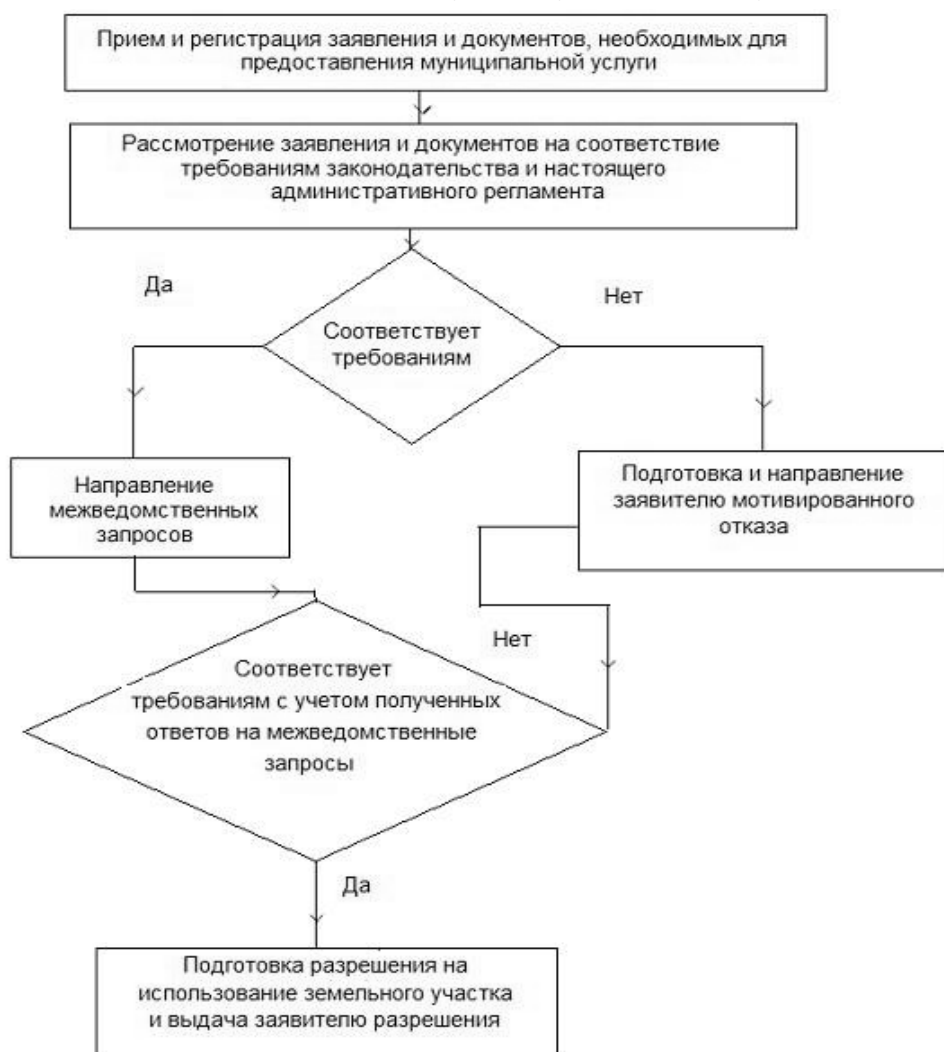 Прием и регистрация заявления и документов, необходимых для
предоставления муниципальной услуги
Рассмотрение заявления и документов на соответствие
требованиям законодательства и настоящего
административного регламента
Да
Нет
Соответствует
требованиям
Направление
межведомственных
запросов
Подготовка и направление
заявителю мотивированного
отказа
Нет
Соответствует
требованиям с учетом полученных
ответов на межведомственные
запросы
Да
Подготовка разрешения на
использование земельного участка
и выдача заявителю разрешения